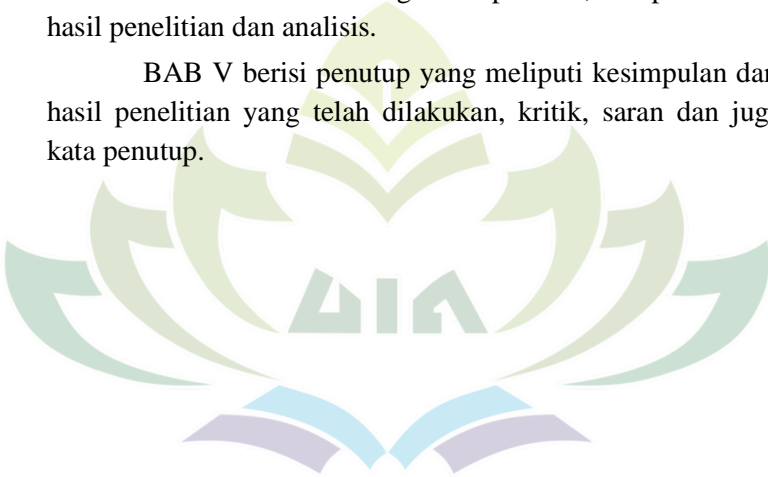 hasil penelitian dan analisis.
BAB V berisi penutup yang meliputi kesimpulan dar
hasil penelitian yang telah dilakukan, kritik, saran dan jug
kata penutup.
UIN